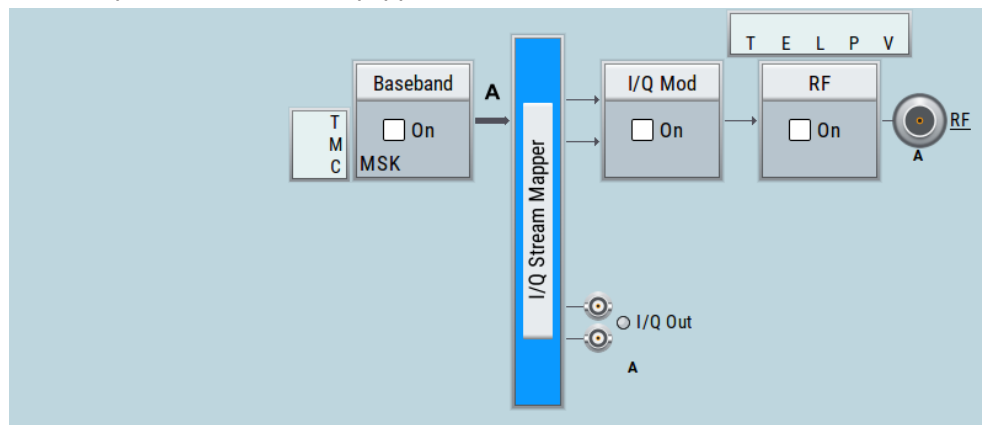 T E L P V
Baseband
A
I/Q Mod
RF
T
M
C
On
On
On
RF
A
MSK
I/Q Stream Mapper
I/Q Out
A